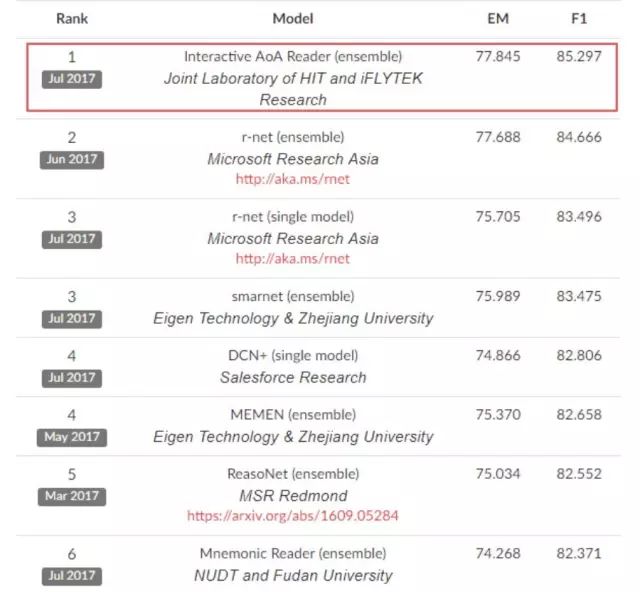 Rank Model EM F1
1 Interactive AoA Reader (ensemble) 77.845 85.297
Jul 2017 Joint Laboratory of HIT and iFLYTEK
Research
2 r-net (ensemble) 77.688 84.666
Jun 2017 Microsoft Research Asia
http://aka.ms/rnet
3 r-net (single model) 75.705 83.496
Jul 2017 Microsoft Research Asia
http://aka.ms/rnet
3 smarnet (ensemble) 75.989 83.475
Jul 2017 Eigen Technology & Zhejiang University
4 DCN+ (single model) 74.866 82.806
Jul 2017 Salesforce Research
4 MEMEN (ensemble) 75.370 82.658
May 2017 Eigen Technology & Zhejiang University
5 ReasoNet (ensemble) 75.034 82.552
Mar 2017 MSR Redmond
https://arxiv.org/abs/1609.05284
6 Mnemonic Reader (ensemble) 74.268 82.371
Jul 2017 NUDT and Fudan University